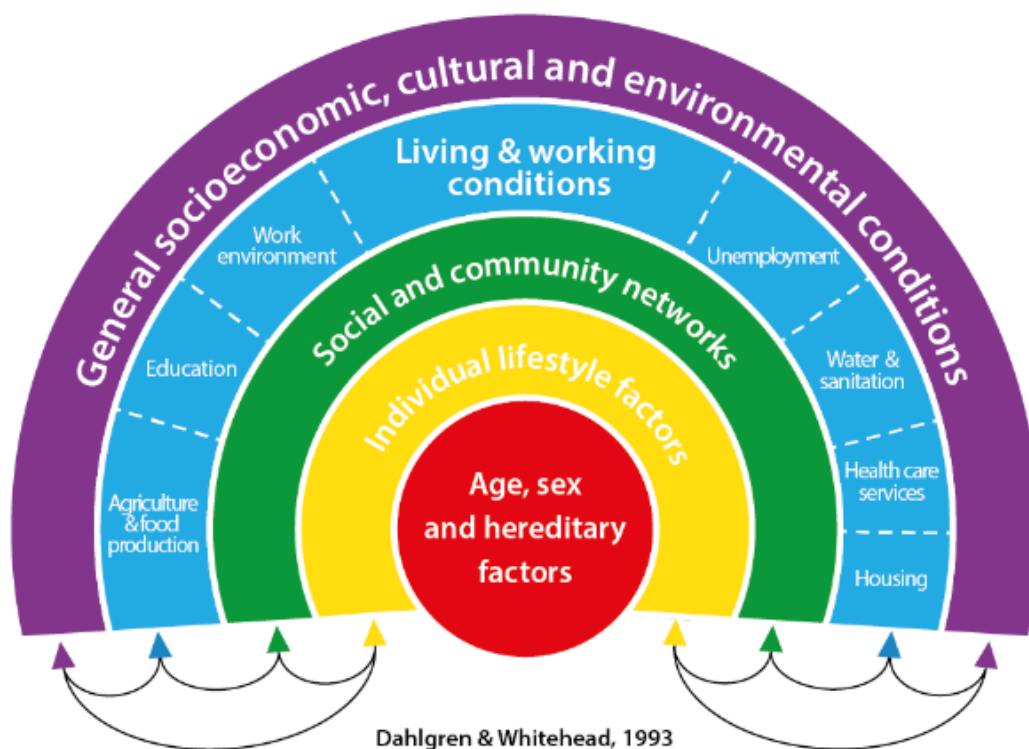 General socioeconomic, cultural and environmental conditions
Living & working
conditions
Work
environment
Unemployment
Social and community networks
Education
Water &
sanitation
Individual lifestyle factors
Agriculture
& food
production
Age, sex
and hereditary
factors
Health care
services
Housing
Dahlgren & Whitehead, 1993